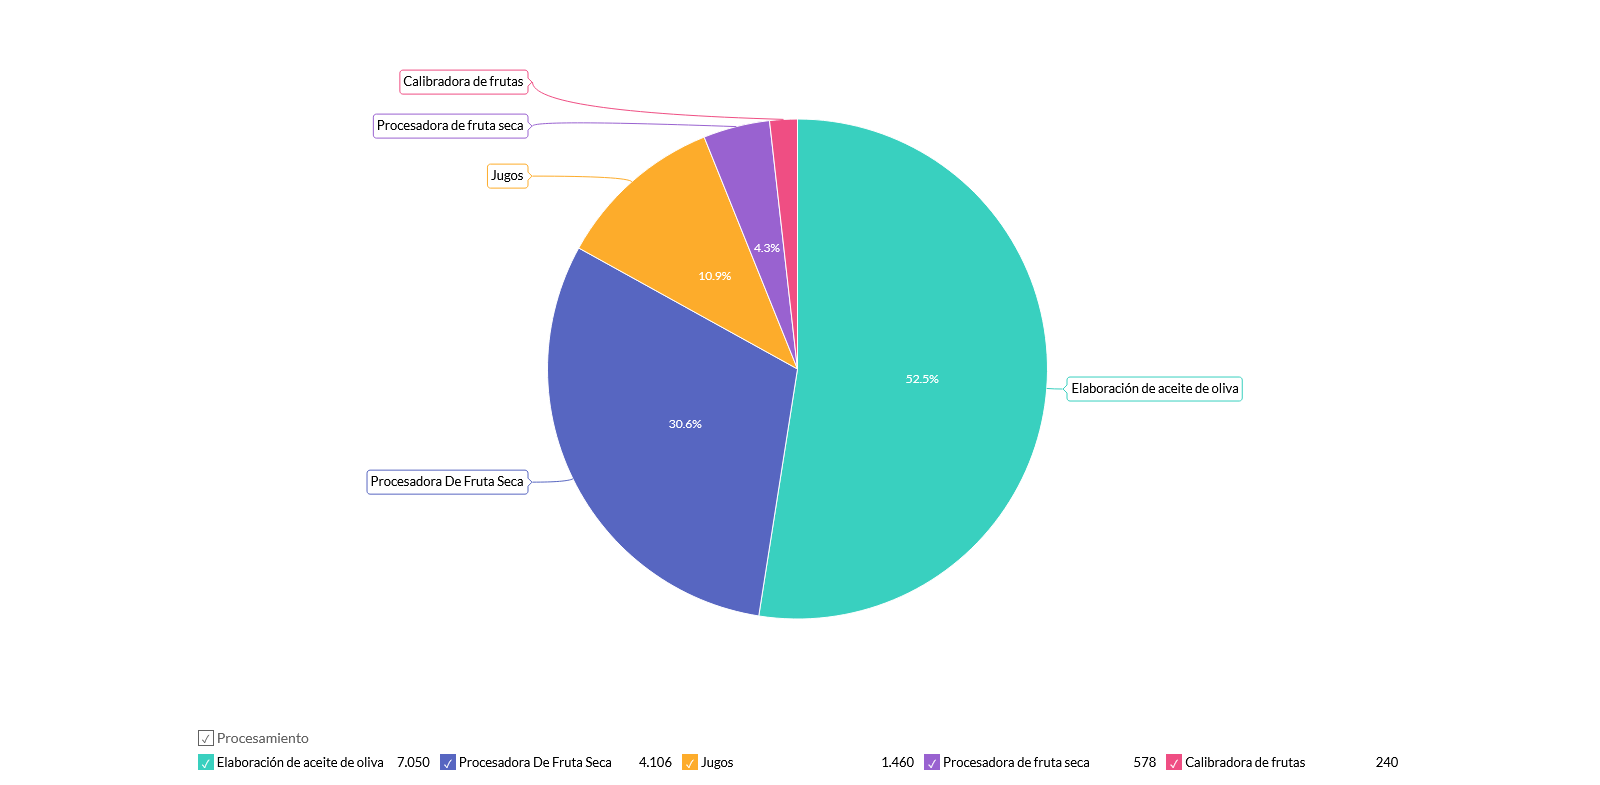 Calibradora de frutas
Procesadora de fruta seca
Jugos
4.3%
10.9%
52.5%
Elaboración de aceite de oliva
30.6%
Procesadora De Fruta Seca
Procesamiento
Elaboración de aceite de oliva 7.050 Procesadora De Fruta Seca 4.106 Jugos 1.460 Procesadora de fruta seca 578 Calibradora de frutas 240